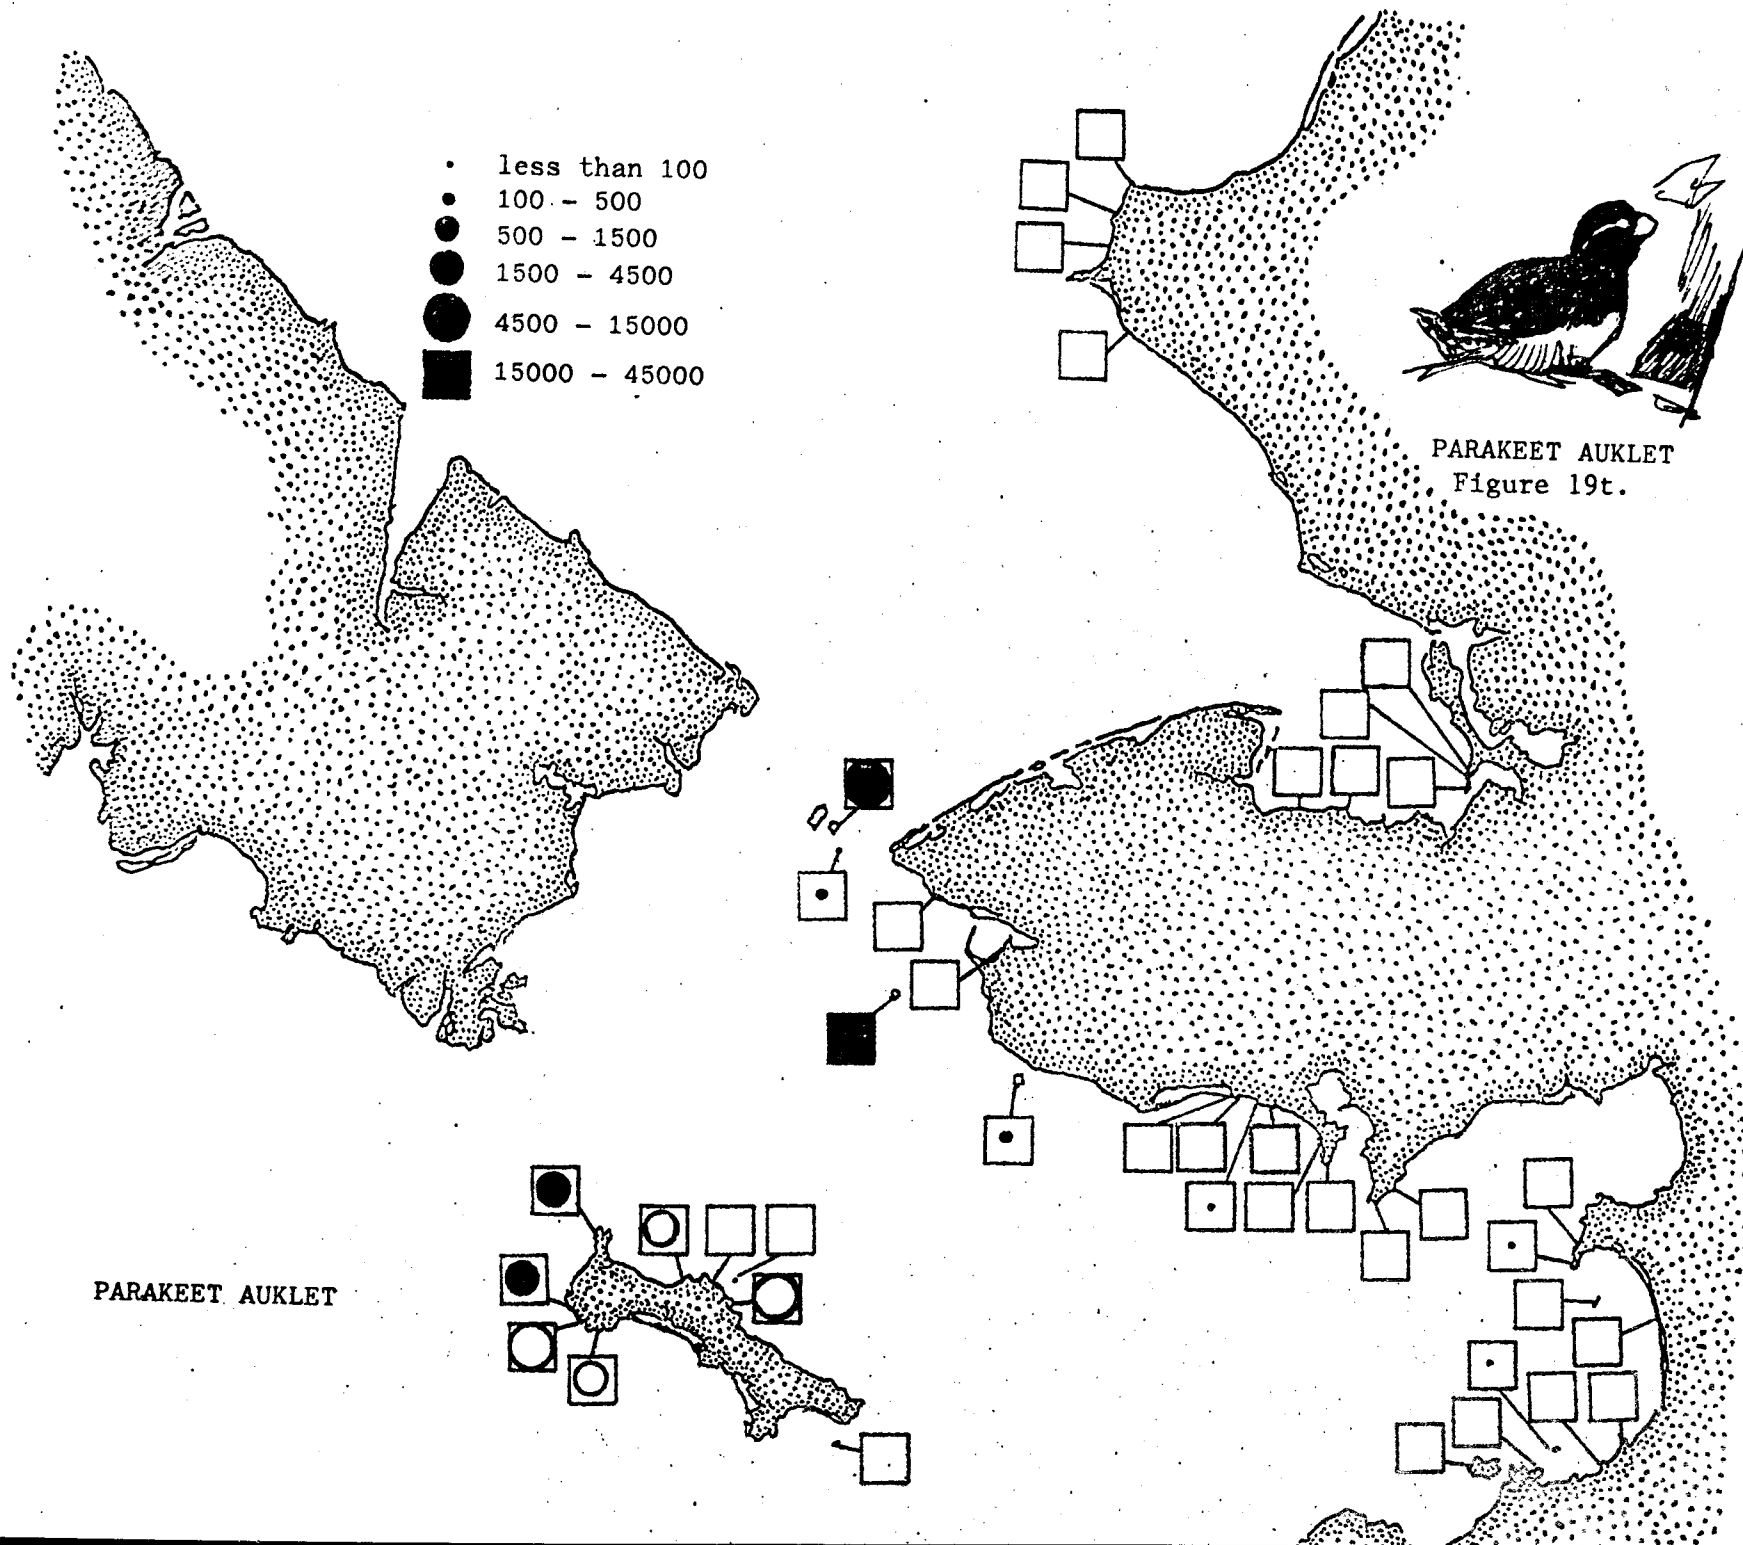 less than 100
100 - 500
500 - 1500
1500 - 4500
4500 - 15000
15000 - 45000
PARAKEET AUKLET
Figure 19t.
PARAKEET AUKLET